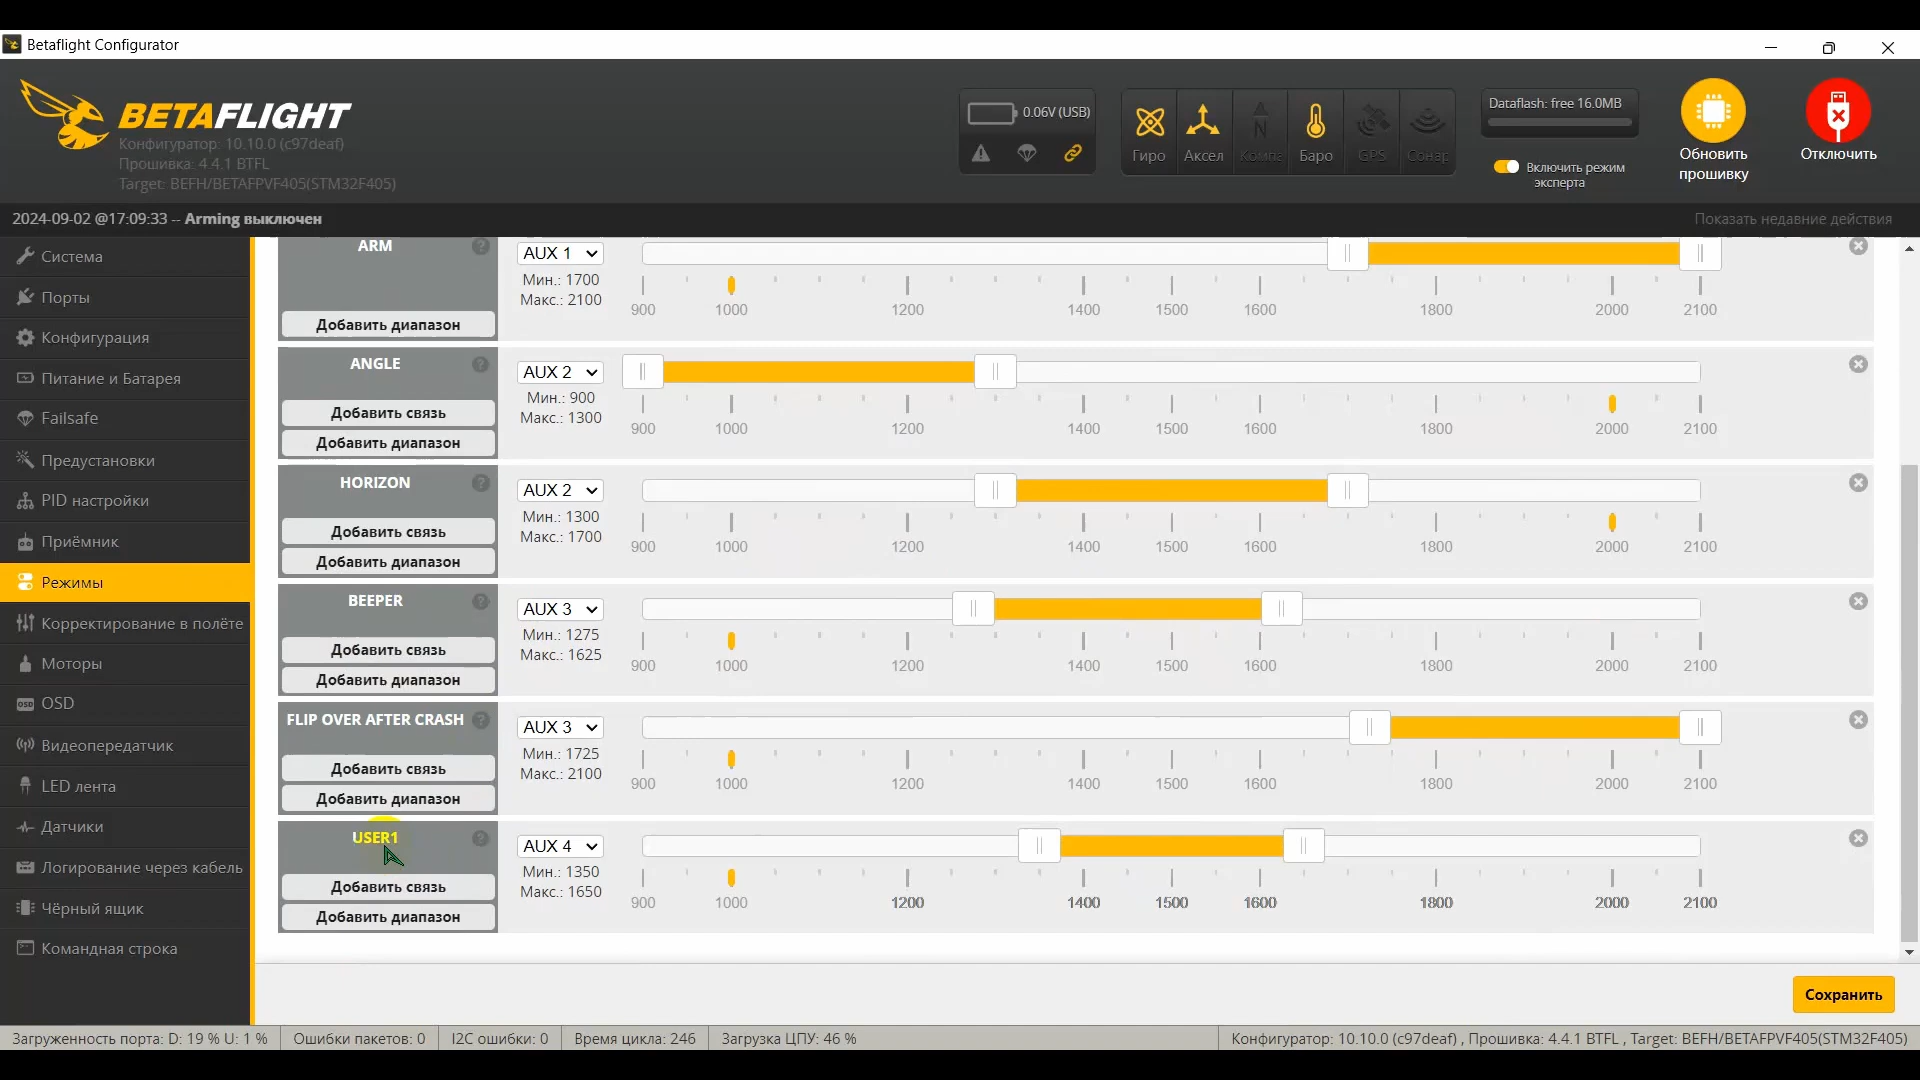 Betaflight Configurator
BETAFLIGHT
Конфигуратор: 10.10.0 (c97deaf)
Прошивка: 4.4.1 BTFL
Target: BEFH/BETAFPVF405(STM32F405)
0.06V (USB)
Гиро
Аксел
Компа
Баро
GPS
Сонар
Dataflash: free 16.0MB
Включить режим
эксперта
Обновить
прошивку
Отключить
2024-09-02 @17:09:33 -- Arming выключен
Показать недавние действия
Система
Порты
Конфигурация
Питание и Батарея
Failsafe
Предустановки
PID настройки
Приёмник
Режимы
Корректирование в полёте
Моторы
OSD
Видеопередатчик
LED лента
Датчики
Логирование через кабель
Чёрный ящик
Командная строка
ARM
AUX 1
Мин.: 1700
Макс.: 2100
Добавить диапазон
900 1000 1200 1400 1500 1600 1800 2000 2100
ANGLE
AUX 2
Мин.: 900
Макс.: 1300
Добавить связь
Добавить диапазон
900 1000 1200 1400 1500 1600 1800 2000 2100
HORIZON
AUX 2
Мин.: 1300
Макс.: 1700
Добавить связь
Добавить диапазон
900 1000 1200 1400 1500 1600 1800 2000 2100
BEEPER
AUX 3
Мин.: 1275
Макс.: 1625
Добавить связь
Добавить диапазон
900 1000 1200 1400 1500 1600 1800 2000 2100
FLIP OVER AFTER CRASH
AUX 3
Мин.: 1725
Макс.: 2100
Добавить связь
Добавить диапазон
900 1000 1200 1400 1500 1600 1800 2000 2100
USER1
AUX 4
Мин.: 1350
Макс.: 1650
Добавить связь
Добавить диапазон
900 1000 1200 1400 1500 1600 1800 2000 2100
Сохранить
Загруженность порта: D: 19 % U: 1 %
Ошибки пакетов: 0
I2C ошибки: 0
Время цикла: 246
Загрузка ЦПУ: 46 %
Конфигуратор: 10.10.0 (c97deaf) , Прошивка: 4.4.1 BTFL , Target: BEFH/BETAFPVF405(STM32F405)